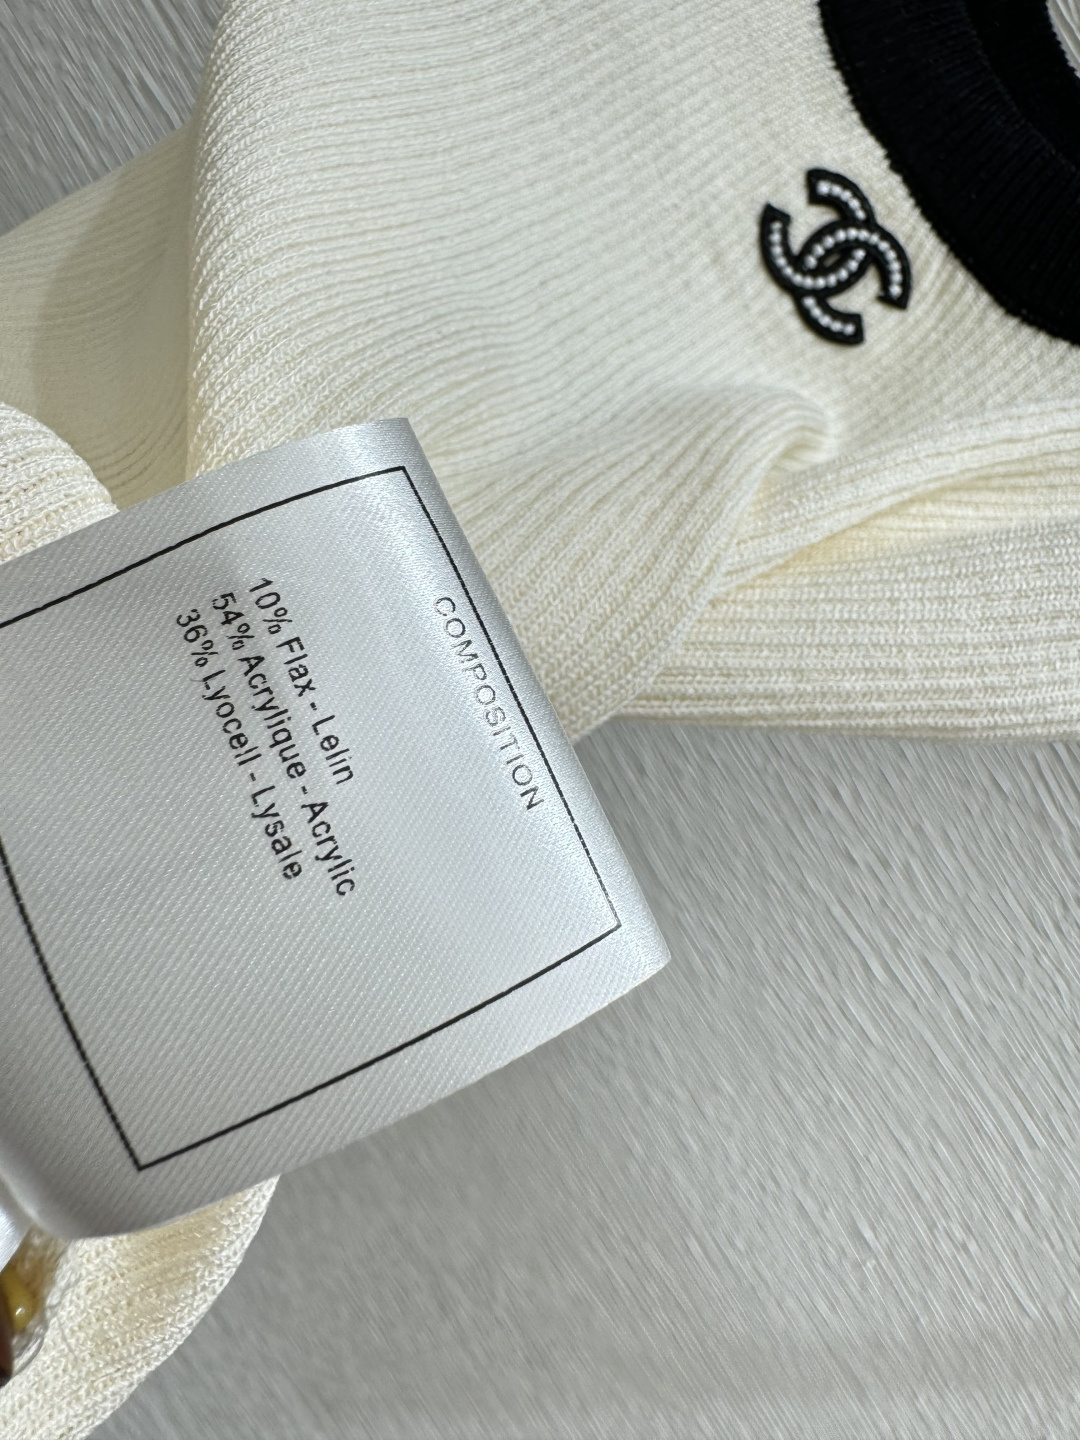 COMPOSITION
10% Flax - Lelin
54% Acrylique - Acrylic
36% Lyocell - Lysale